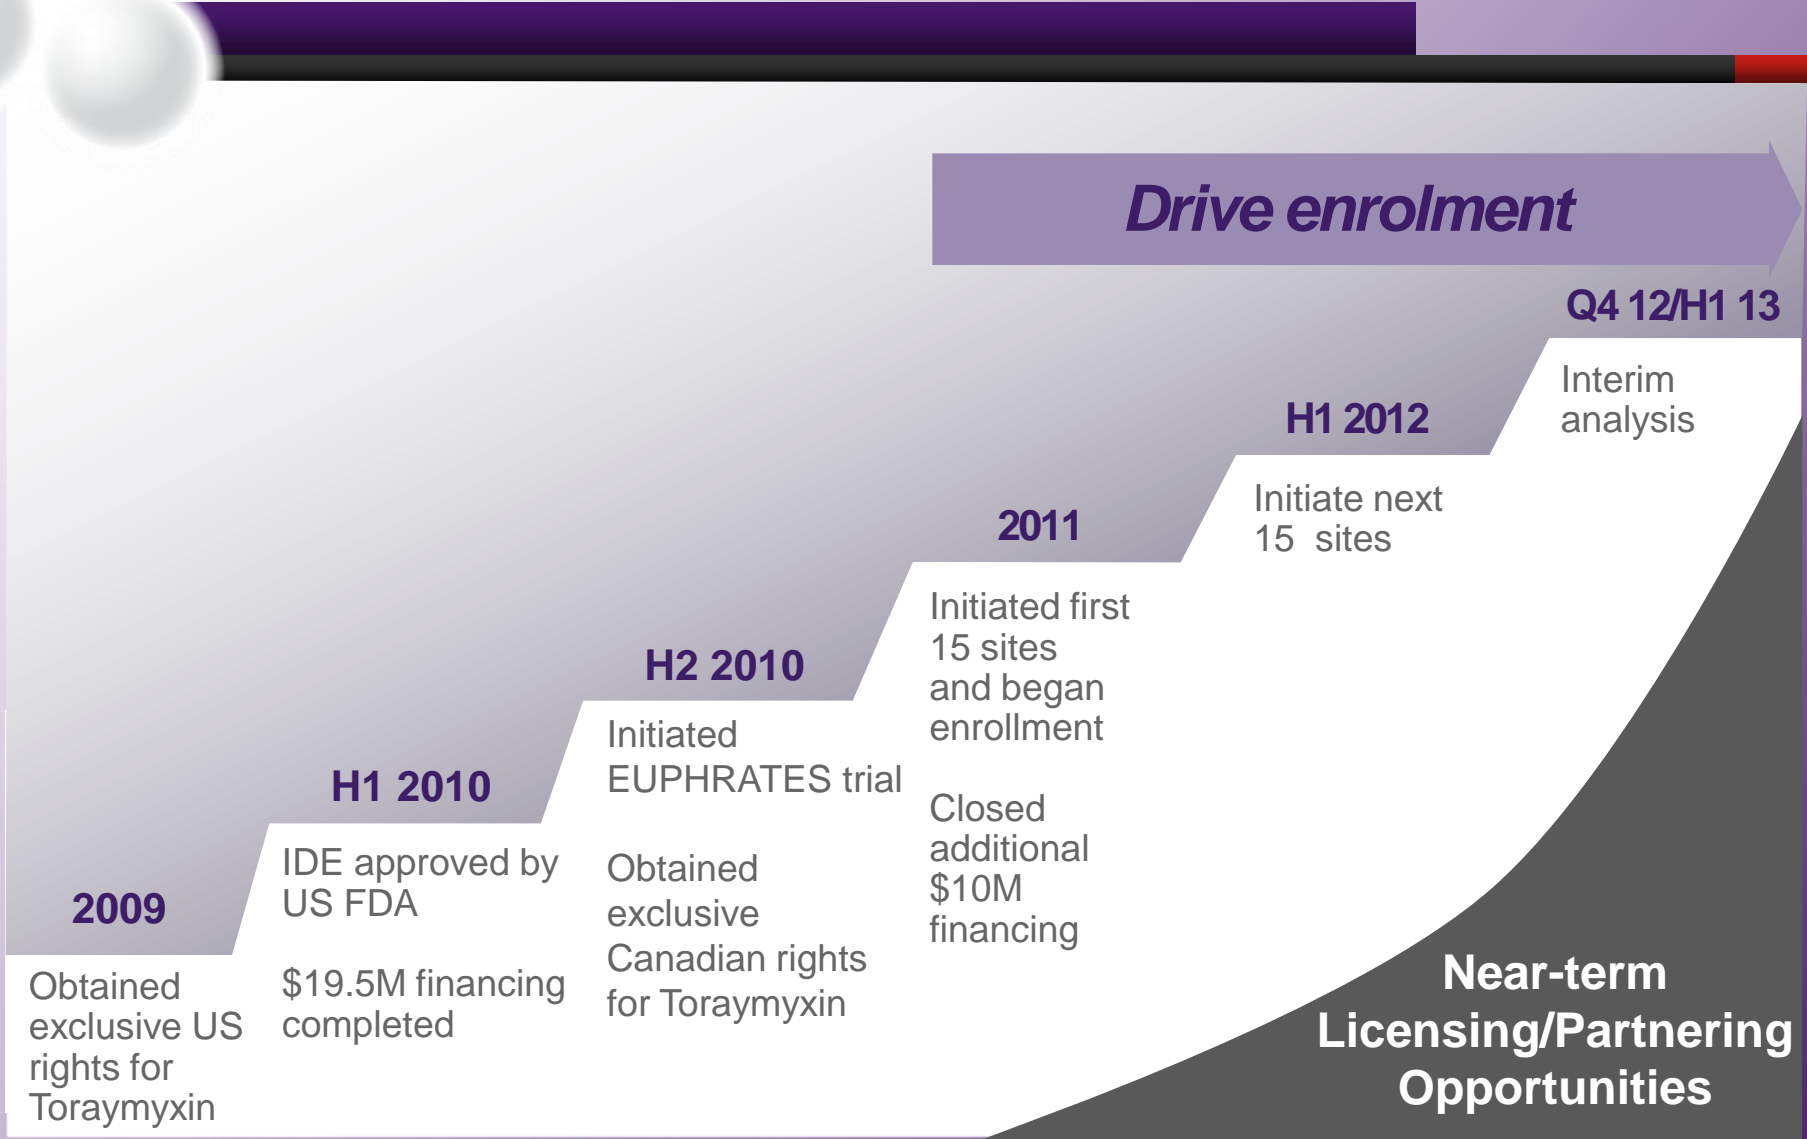 Drive enrolment
2009
Obtained
exclusive US
rights for
Toraymyxin
H1 2010
IDE approved by
US FDA
$19.5M financing
completed
H2 2010
Initiated
EUPHRATES trial
Obtained
exclusive
Canadian rights
for Toraymyxin
2011
Initiated first
15 sites
and began
enrollment
Closed
additional
$10M
financing
H1 2012
Initiate next
15 sites
Q4 12/H1 13
Interim
analysis
Near-term
Licensing/Partnering
Opportunities